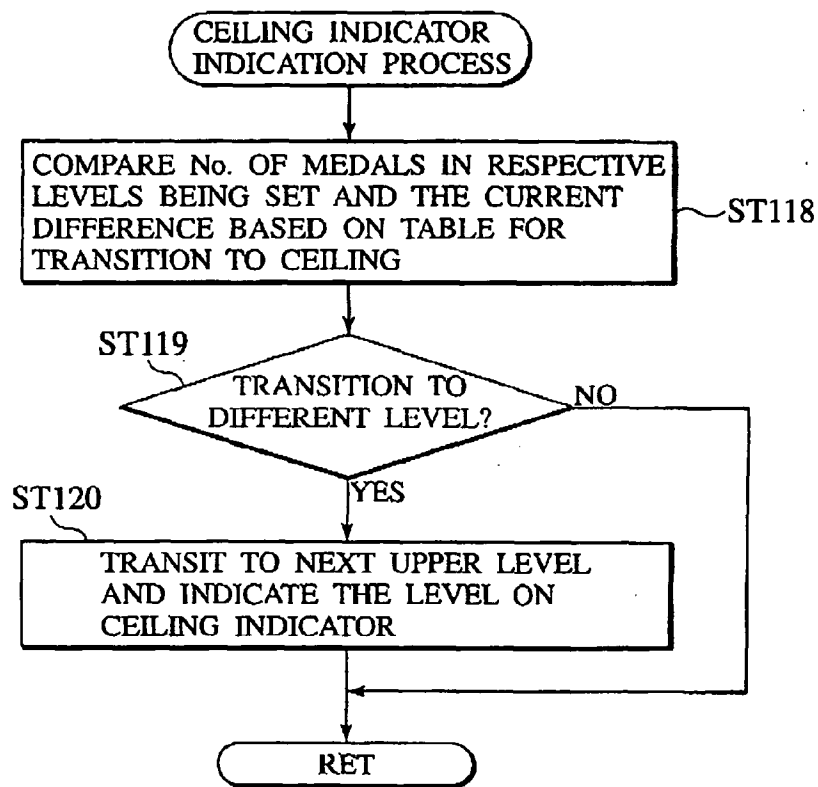 CEILING INDICATOR
INDICATION PROCESS
COMPARE No. OF MEDALS IN RESPECTIVE
LEVELS BEING SET AND THE CURRENT
DIFFERENCE BASED ON TABLE FOR
TRANSITION TO CEILING
ST118
ST119
TRANSITION TO
DIFFERENT LEVEL?
NO
YES
ST120
TRANSIT TO NEXT UPPER LEVEL
AND INDICATE THE LEVEL ON
CEILING INDICATOR
RET